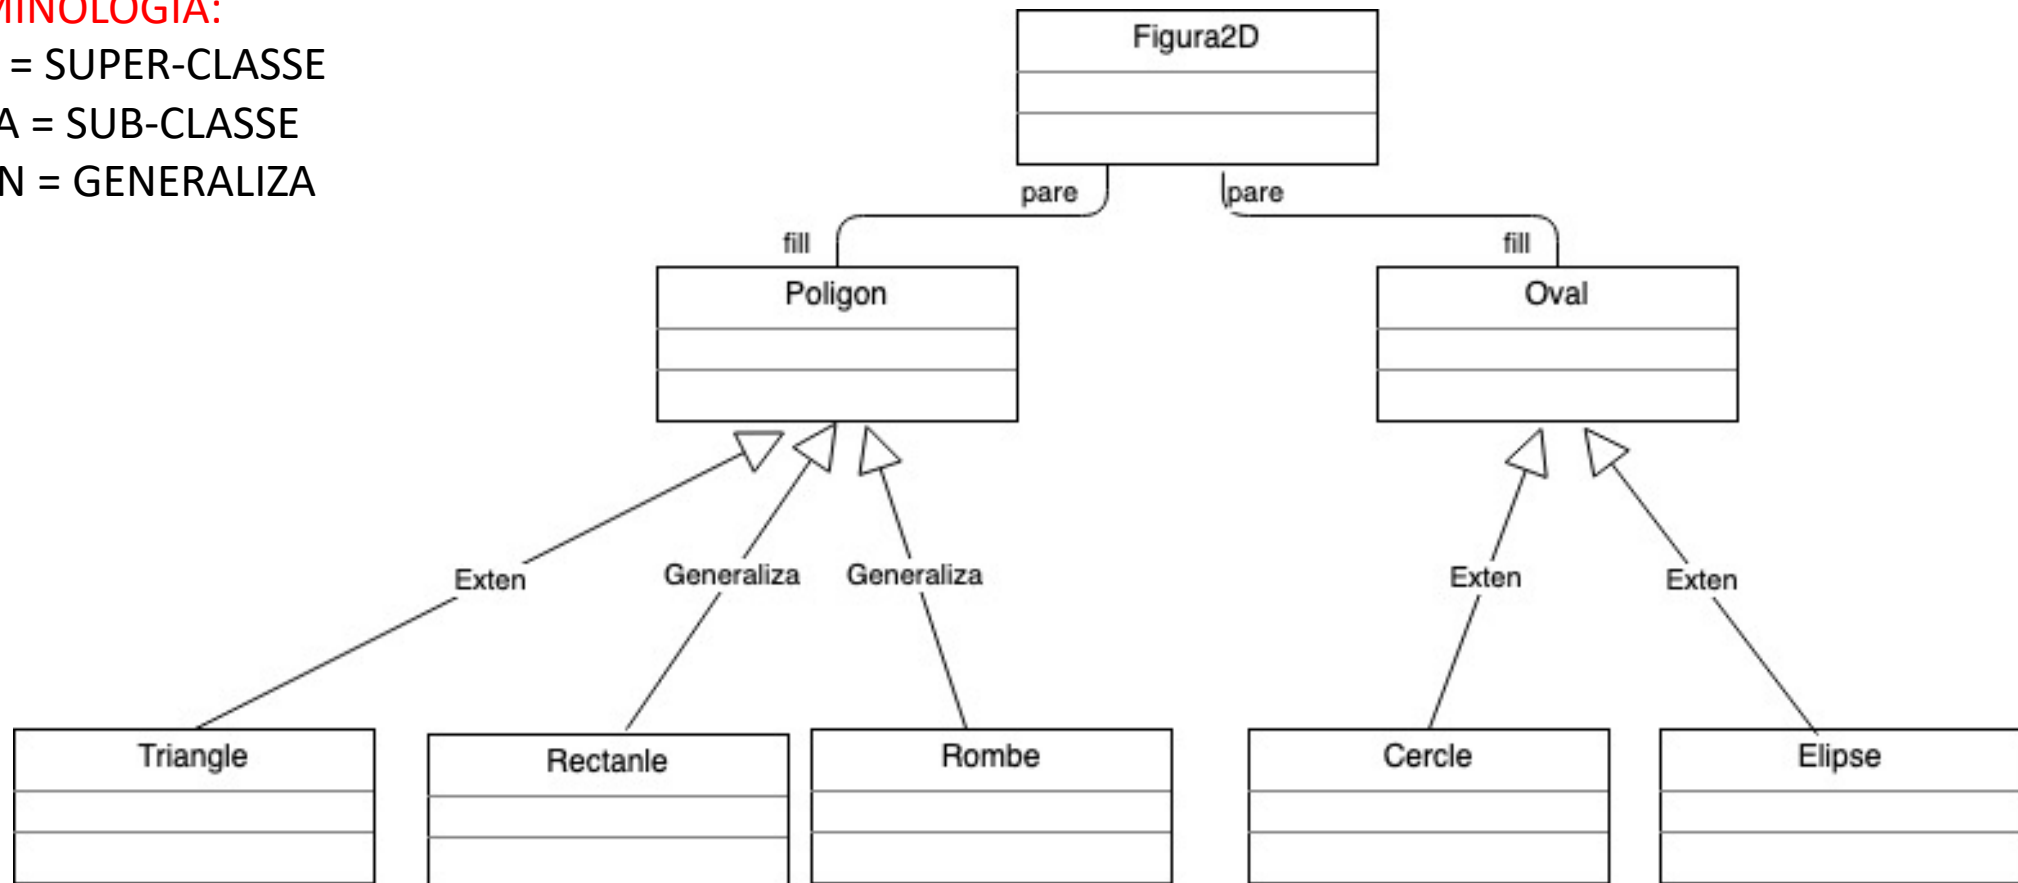 MINOLOGIA:
= SUPER-CLASSE
A = SUB-CLASSE
N = GENERALIZA
Figura2D
pare
pare
fill
fill
Poligon
Oval
Exten
Generaliza
Generaliza
Exten
Exten
Triangle
Rectanle
Rombe
Cercle
Elipse